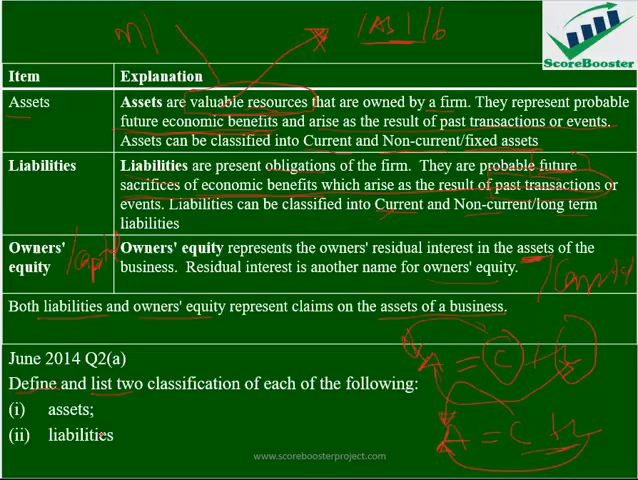 ScoreBooster
Item Explanation
Assets Assets are valuable resources that are owned by a firm. They represent probable
future economic benefits and arise as the result of past transactions or events.
Assets can be classified into Current and Non-current/fixed assets
Liabilities Liabilities are present obligations of the firm. They are probable future
sacrifices of economic benefits which arise as the result of past transactions or
events. Liabilities can be classified into Current and Non-current/long term
liabilities
Owners' Owners' equity represents the owners' residual interest in the assets of the
equity business. Residual interest is another name for owners' equity.
Both liabilities and owners' equity represent claims on the assets of a business.
A = C + L
June 2014 Q2(a)
Define and list two classification of each of the following:
(i) assets;
(ii) liabilities
A = C + L
www.scoreboosterproject.com